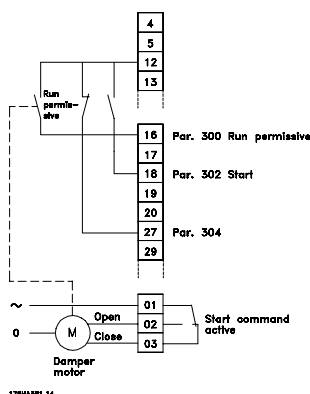 4
5
12
13
Run
permis-
sive
16
Par. 300 Run permissive
17
18
Par. 302 Start
19
20
27
Par. 304
29
~
01
Open
02
Start command
active
0
M
Close
03
Damper
motor